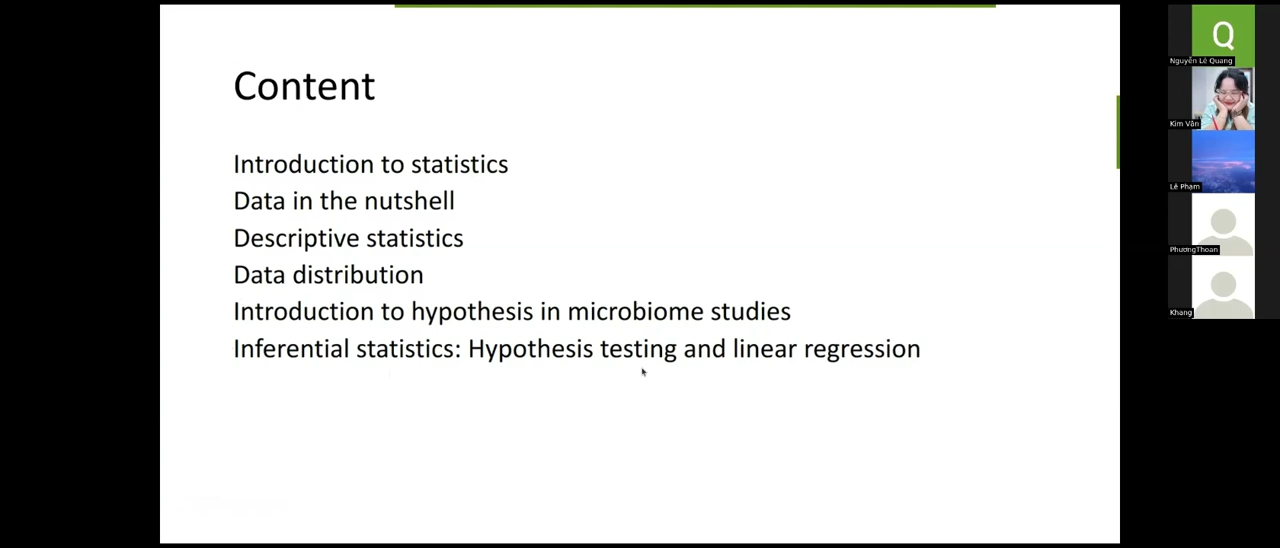 Content
Introduction to statistics
Data in the nutshell
Descriptive statistics
Data distribution
Introduction to hypothesis in microbiome studies
Inferential statistics: Hypothesis testing and linear regression
Q
Nguyễn Lê Quang
Kim Vân
Lê Phạm
PhươngThoan
Khang